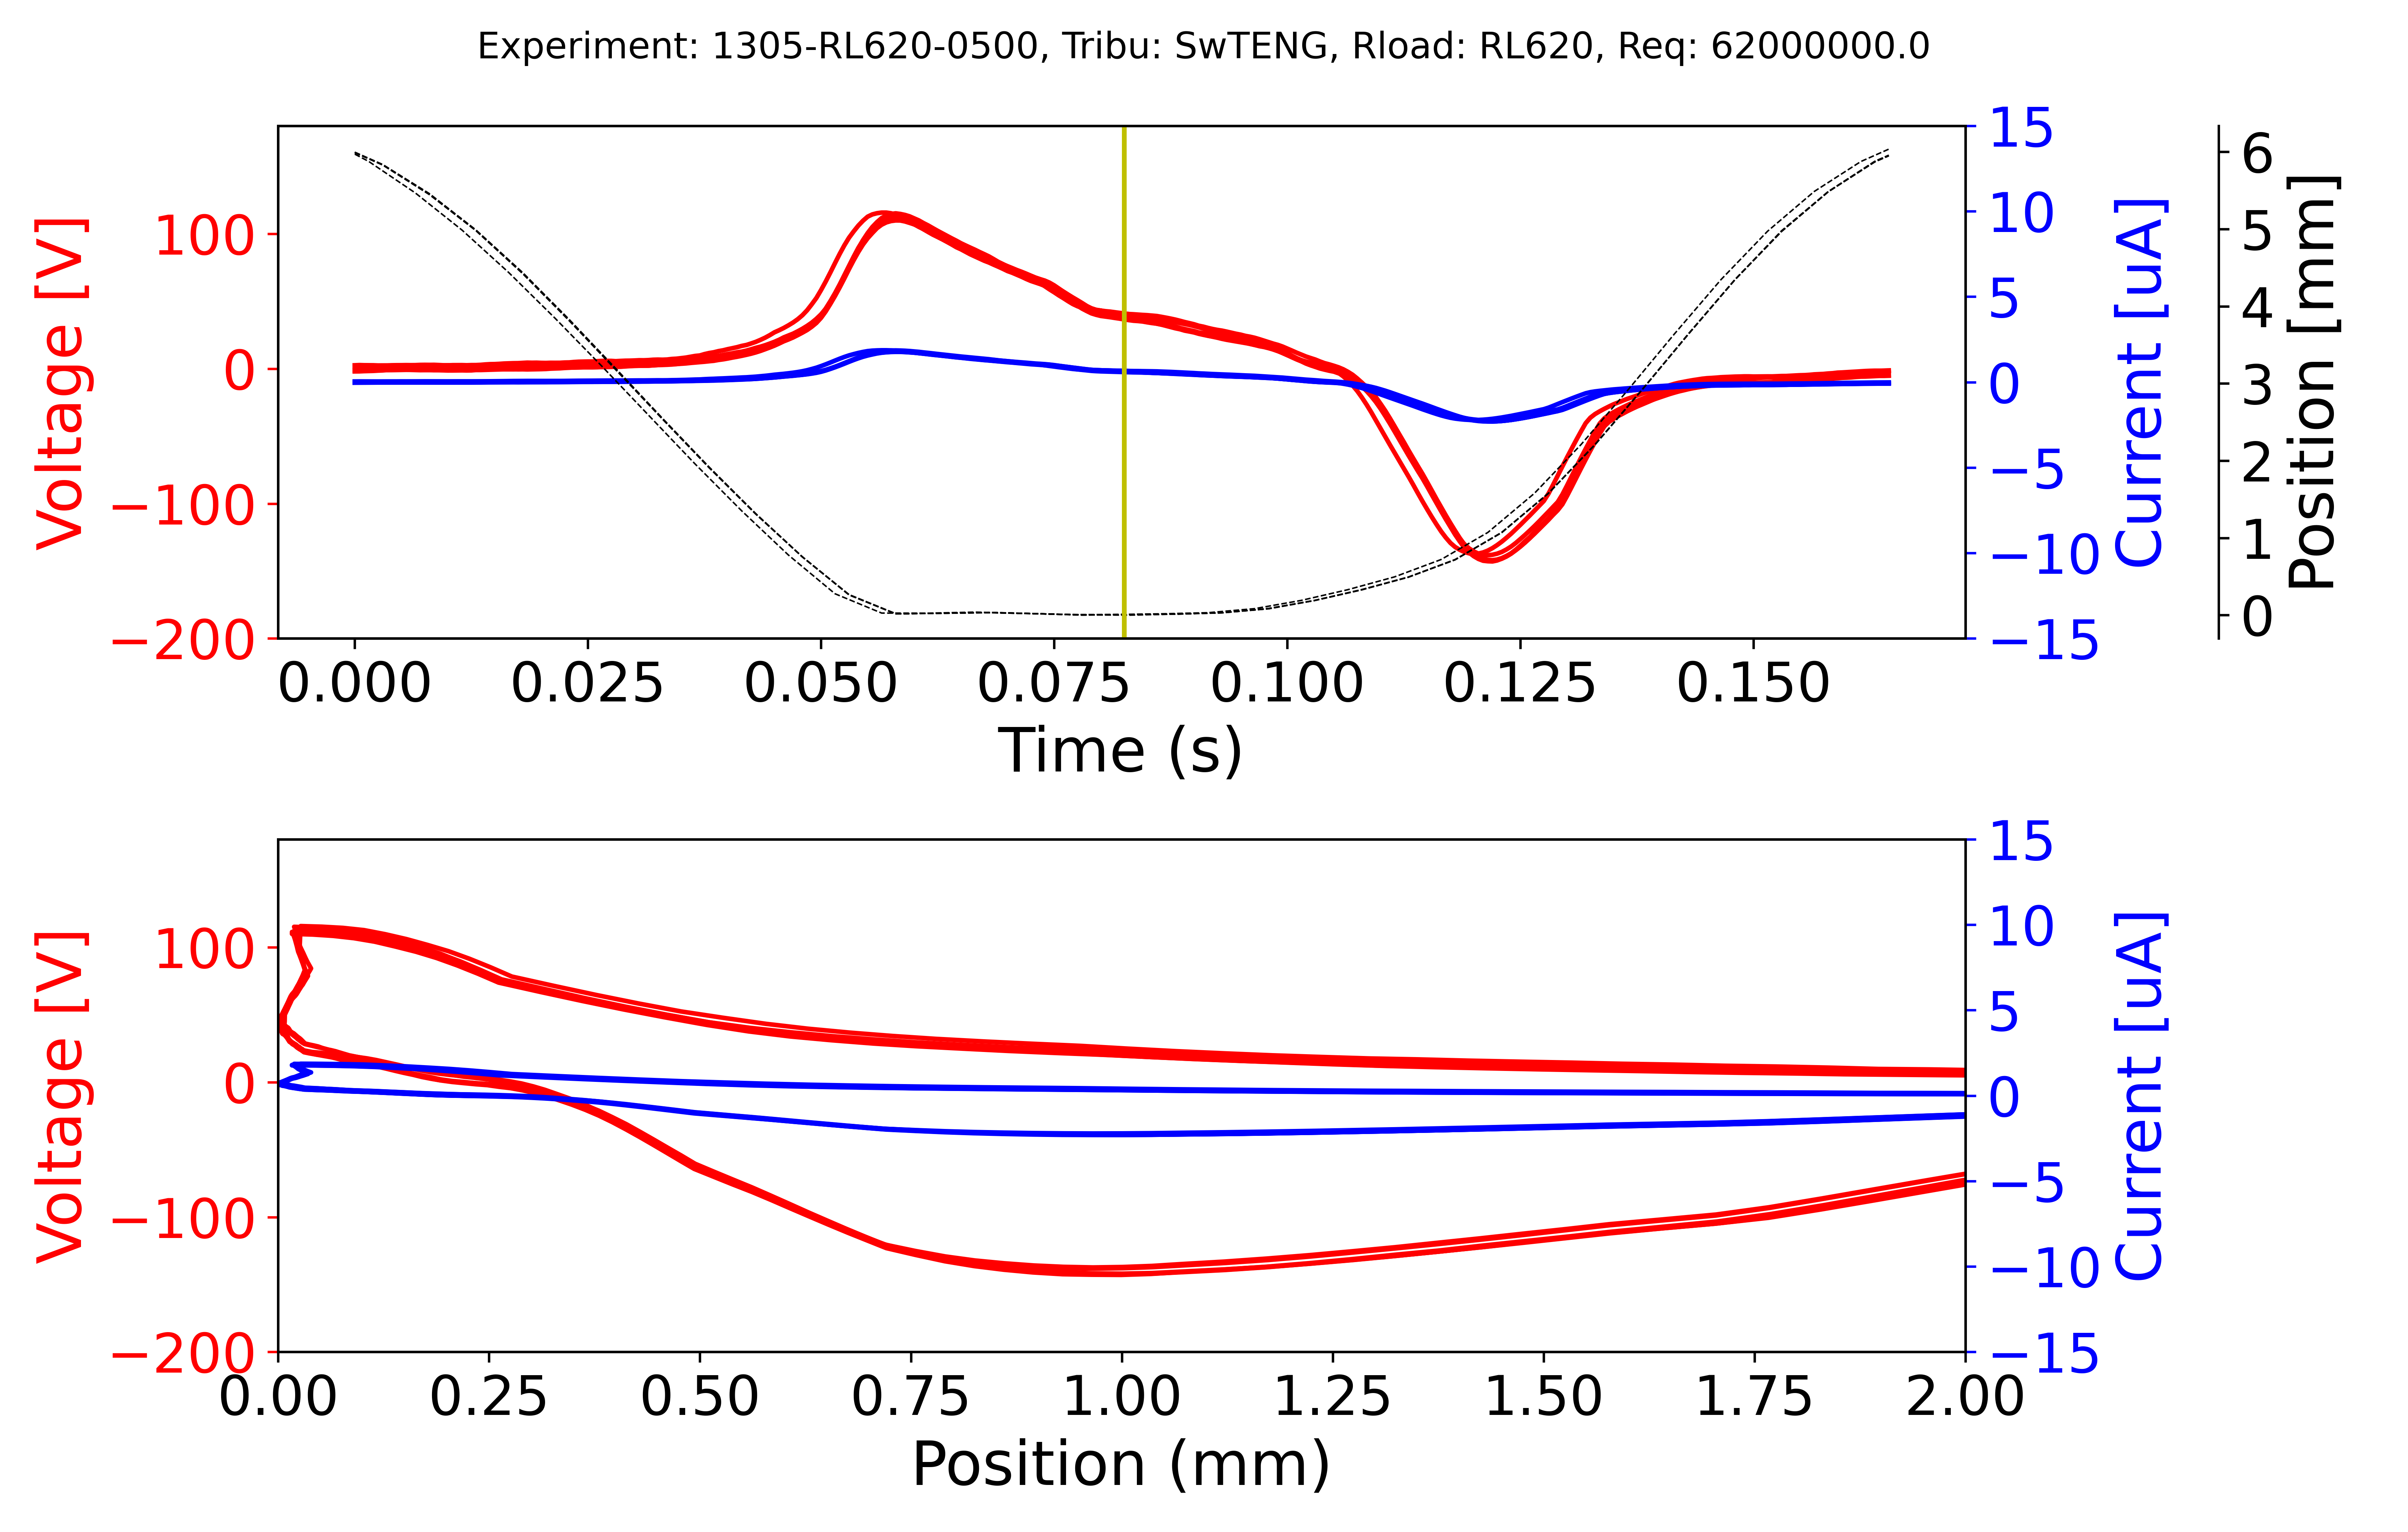 Experiment: 1305-RL620-0500, Tribu: SwTENG, Rload: RL620, Req: 62000000.0
Voltage [V]
100
0
−100
−200
15
10
5
0
−5
−10
−15
Current [uA]
6
5
4
3
2
1
0
Position [mm]
0.000 0.025 0.050 0.075 0.100 0.125 0.150
Time (s)
Voltage [V]
100
0
−100
−200
15
10
5
0
−5
−10
−15
Current [uA]
0.00 0.25 0.50 0.75 1.00 1.25 1.50 1.75 2.00
Position (mm)